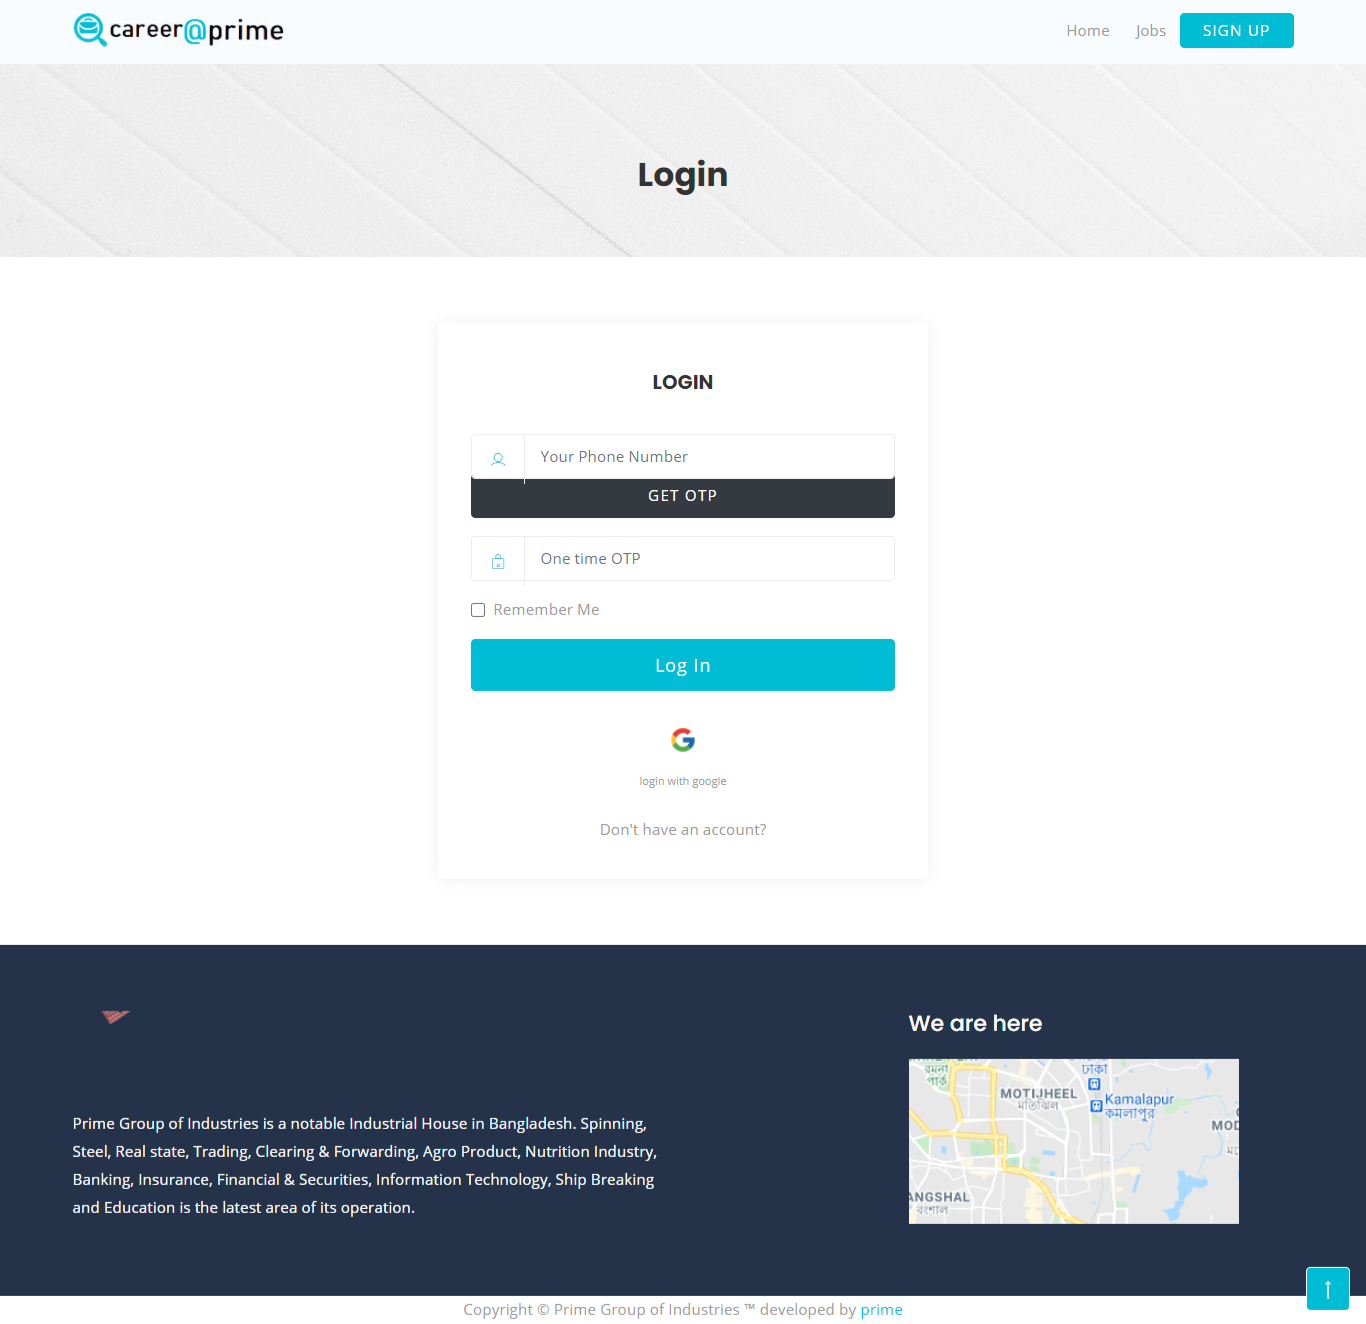 career@prime
Home
Jobs
SIGN UP
Login
LOGIN
Your Phone Number
GET OTP
One time OTP
Remember Me
Log In
login with google
Don't have an account?
Prime Group of Industries is a notable Industrial House in Bangladesh. Spinning,
Steel, Real state, Trading, Clearing & Forwarding, Agro Product, Nutrition Industry,
Banking, Insurance, Financial & Securities, Information Technology, Ship Breaking
and Education is the latest area of its operation.
We are here
রমনা
পার্ক
ঢাকা
MOTIJHEEL
মতিঝিল
Kamalapur
কমলাপুর
ANGSHAL
বংশাল
Copyright © Prime Group of Industries ™ developed by prime